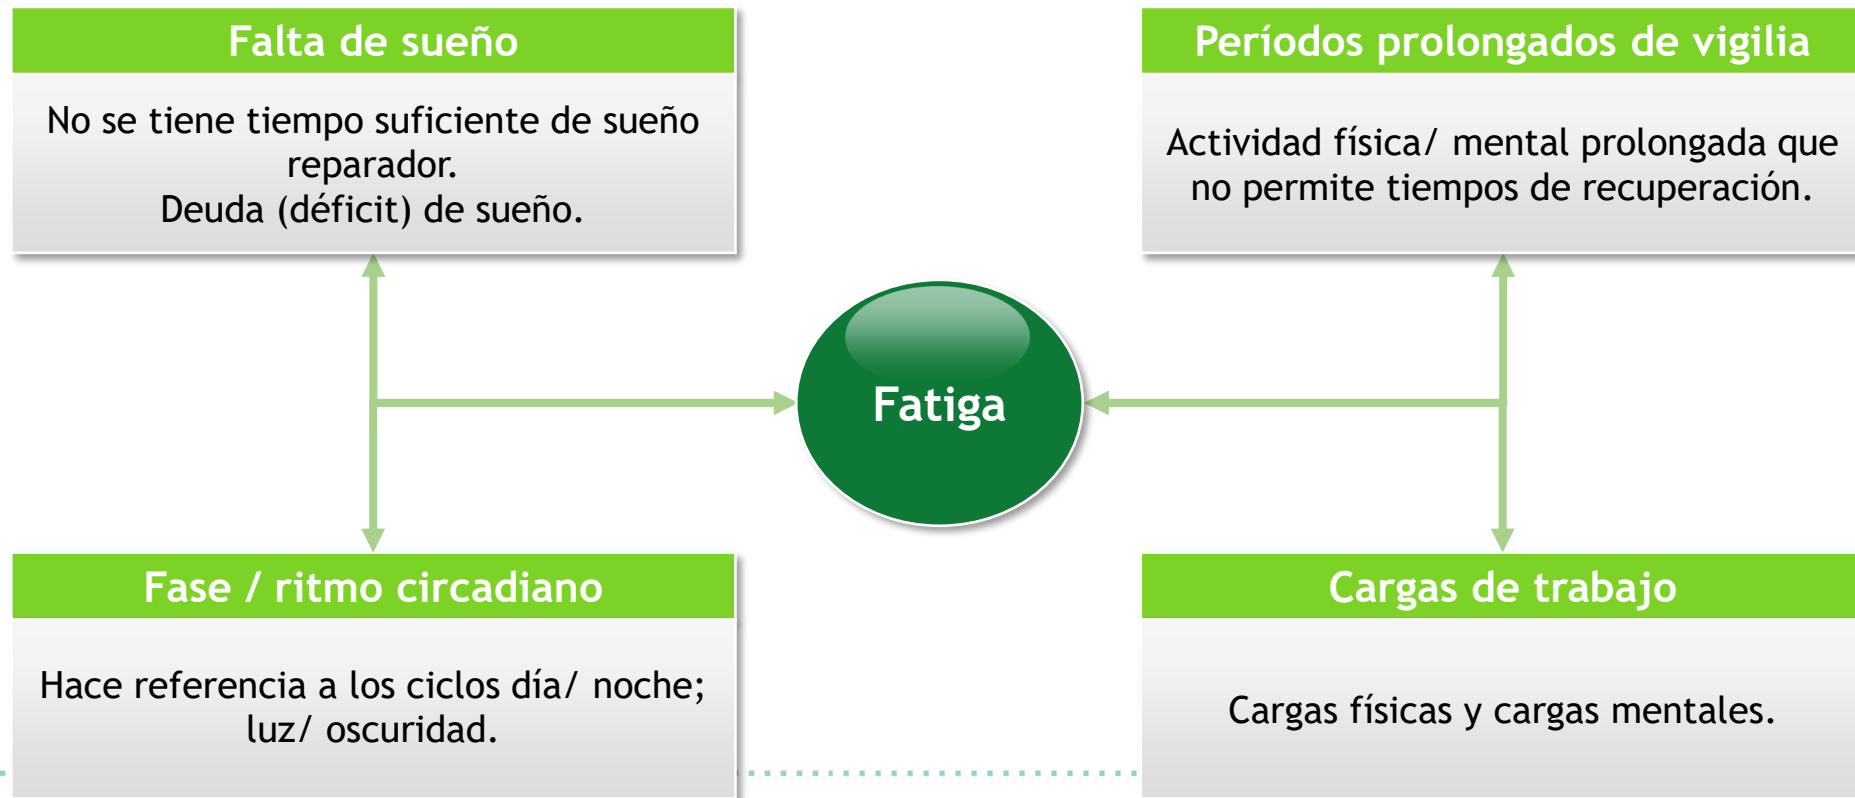 Falta de sueño
No se tiene tiempo suficiente de sueño
reparador.
Deuda (déficit) de sueño.
Períodos prolongados de vigilia
Actividad física/ mental prolongada que
no permite tiempos de recuperación.
Fatiga
Fase / ritmo circadiano
Hace referencia a los ciclos día/ noche;
luz/ oscuridad.
Cargas de trabajo
Cargas físicas y cargas mentales.